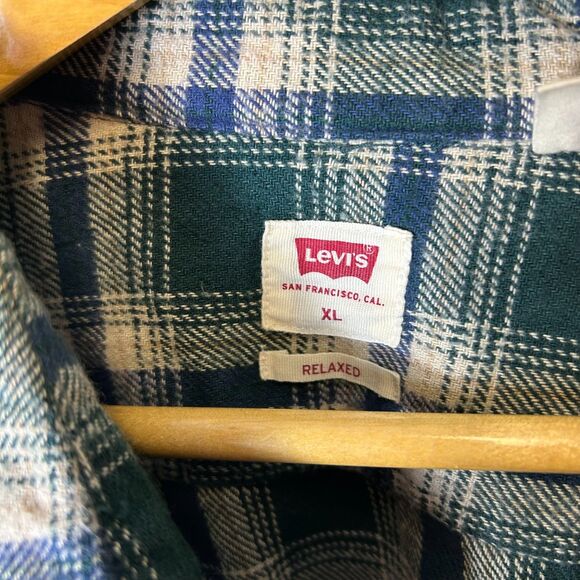 LEVI'S
®
SAN FRANCISCO, CAL.
XL
RELAXED